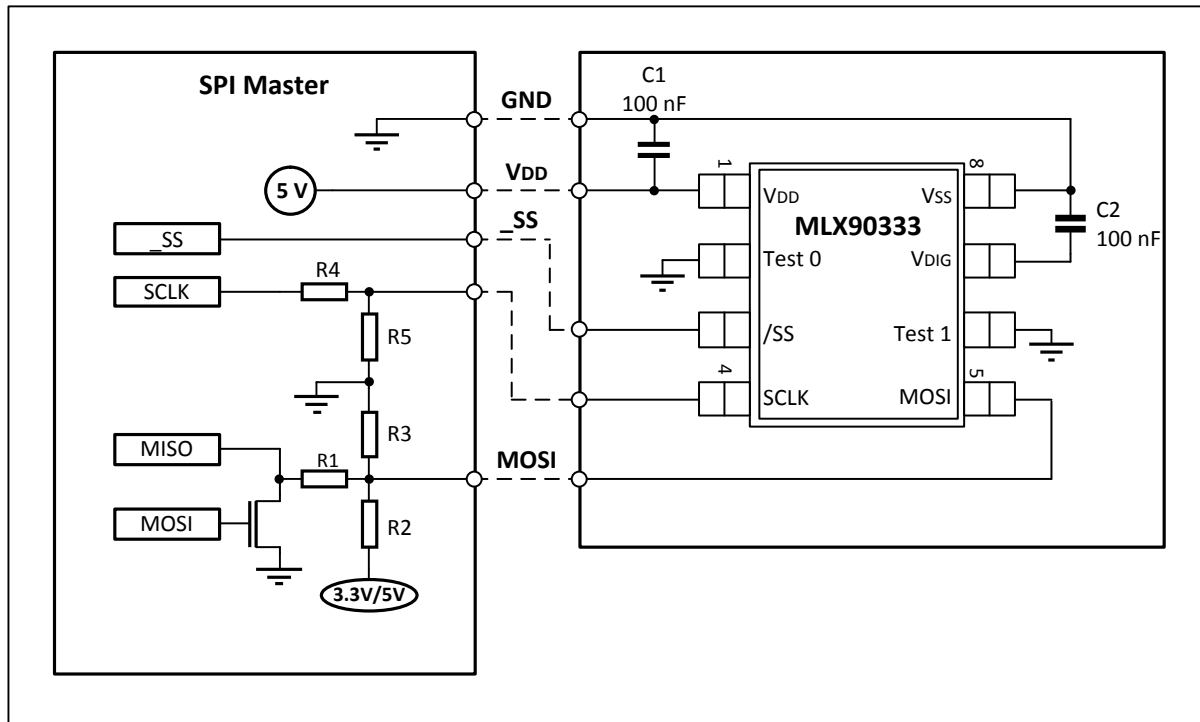 SPI Master
GND
VDD
_SS
MOSI
5 V
_SS
SCLK
R4
R5
R3
MISO
R1
MOSI
R2
3.3V/5V
C1
100 nF
1
8
VDD
VSS
MLX90333
C2
100 nF
Test 0
VDIG
/SS
Test 1
4
5
SCLK
MOSI